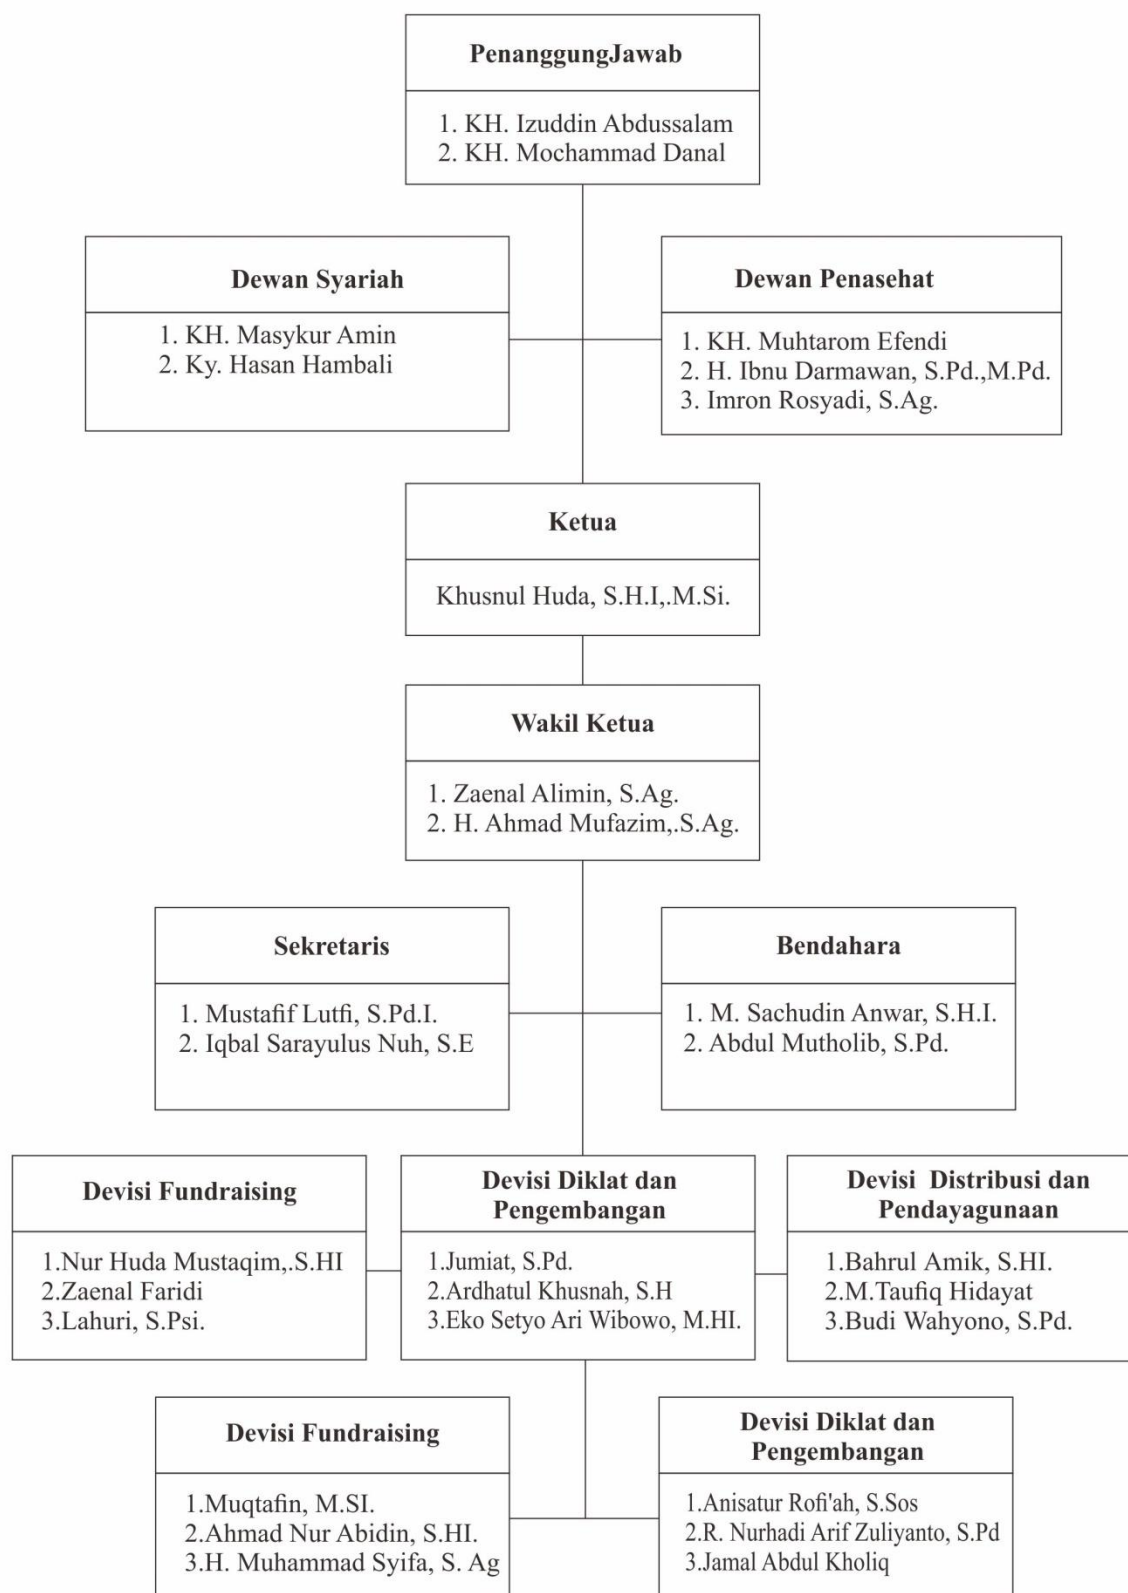 PenanggungJawab
1. KH. Izuddin Abdussalam
2. KH. Mochammad Danal
Dewan Syariah
1. KH. Masykur Amin
2. Ky. Hasan Hambali
Dewan Penasehat
1. KH. Muhtarom Efendi
2. H. Ibnu Darmawan, S.Pd.,M.Pd.
3. Imron Rosyadi, S.Ag.
Ketua
Khusnul Huda, S.H.I,.M.Si.
Wakil Ketua
1. Zaenal Alimin, S.Ag.
2. H. Ahmad Mufazim,.S.Ag.
Sekretaris
1. Mustafif Lutfi, S.Pd.I.
2. Iqbal Sarayulus Nuh, S.E
Bendahara
1. M. Sachudin Anwar, S.H.I.
2. Abdul Mutholib, S.Pd.
Devisi Fundraising
1.Nur Huda Mustaqim,.S.HI
2.Zaenal Faridi
3.Lahuri, S.Psi.
Devisi Diklat dan
Pengembangan
1.Jumiat, S.Pd.
2.Ardhatul Khusnah, S.H
3.Eko Setyo Ari Wibowo, M.HI.
Devisi Distribusi dan
Pendayagunaan
1.Bahrul Amik, S.HI.
2.M.Taufiq Hidayat
3.Budi Wahyono, S.Pd.
Devisi Fundraising
1.Muqtafin, M.SI.
2.Ahmad Nur Abidin, S.HI.
3.H. Muhammad Syifa, S. Ag
Devisi Diklat dan
Pengembangan
1.Anisatur Rofi'ah, S.Sos
2.R. Nurhadi Arif Zuliyanto, S.Pd
3.Jamal Abdul Kholiq